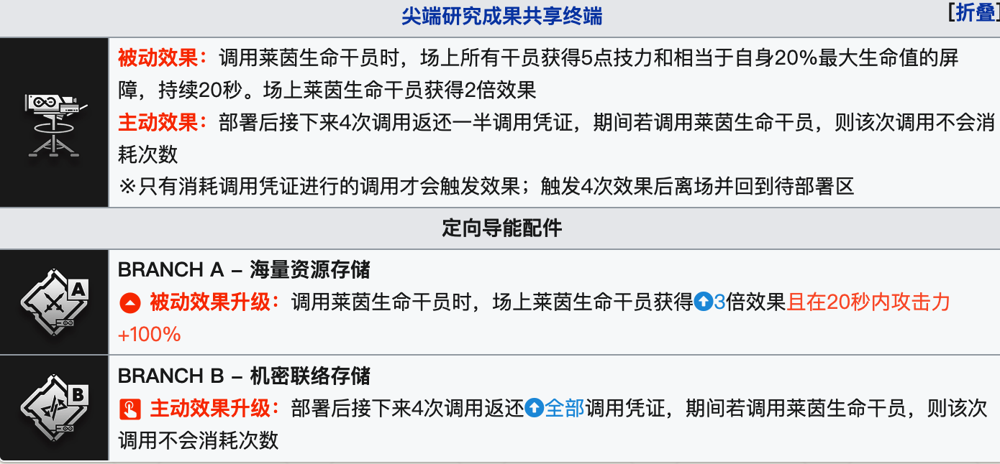 尖端研究成果共享终端
[折叠]
被动效果：调用莱茵生命干员时，场上所有干员获得5点技力和相当于自身20%最大生命值的屏
障，持续20秒。场上莱茵生命干员获得2倍效果
主动效果：部署后接下来4次调用返还一半调用凭证，期间若调用莱茵生命干员，则该次调用不会消
耗次数
※只有消耗调用凭证进行的调用才会触发效果；触发4次效果后离场并回到待部署区
定向导能配件
A
BRANCH A – 海量资源存储
被动效果升级：调用莱茵生命干员时，场上莱茵生命干员获得3倍效果且在20秒内攻击力
+100%
B
BRANCH B – 机密联络存储
主动效果升级：部署后接下来4次调用返还全部调用凭证，期间若调用莱茵生命干员，则该次
调用不会消耗次数